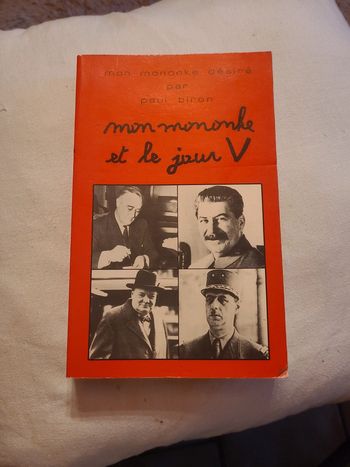 mon mononke désiré
par
paul biron
mon mononke
et le jour V